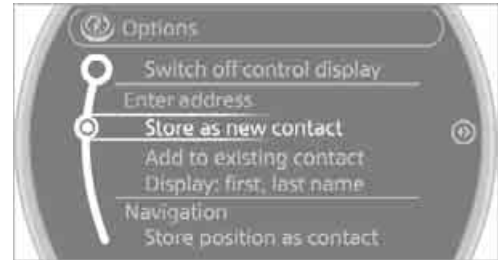 Options
Switch off control display
Enter address
Store as new contact
Add to existing contact
Display: first, last name
Navigation
Store position as contact